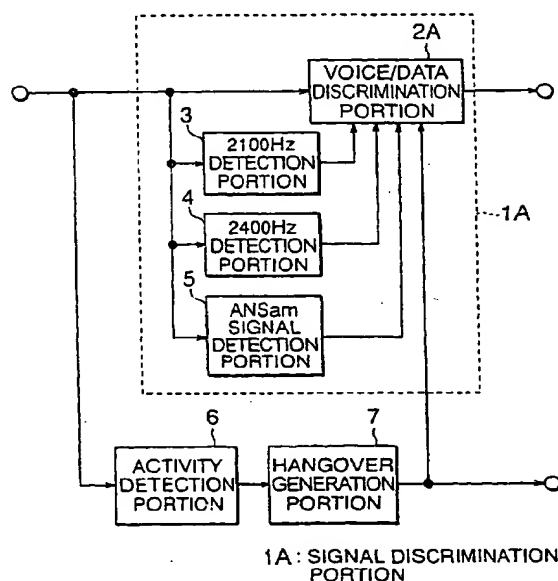 2A
VOICE/DATA
DISCRIMINATION
PORTION
3
2100Hz
DETECTION
PORTION
4
2400Hz
DETECTION
PORTION
1A
5
ANSam
SIGNAL
DETECTION
PORTION
6
ACTIVITY
DETECTION
PORTION
7
HANGOVER
GENERATION
PORTION
1A : SIGNAL DISCRIMINATION
PORTION